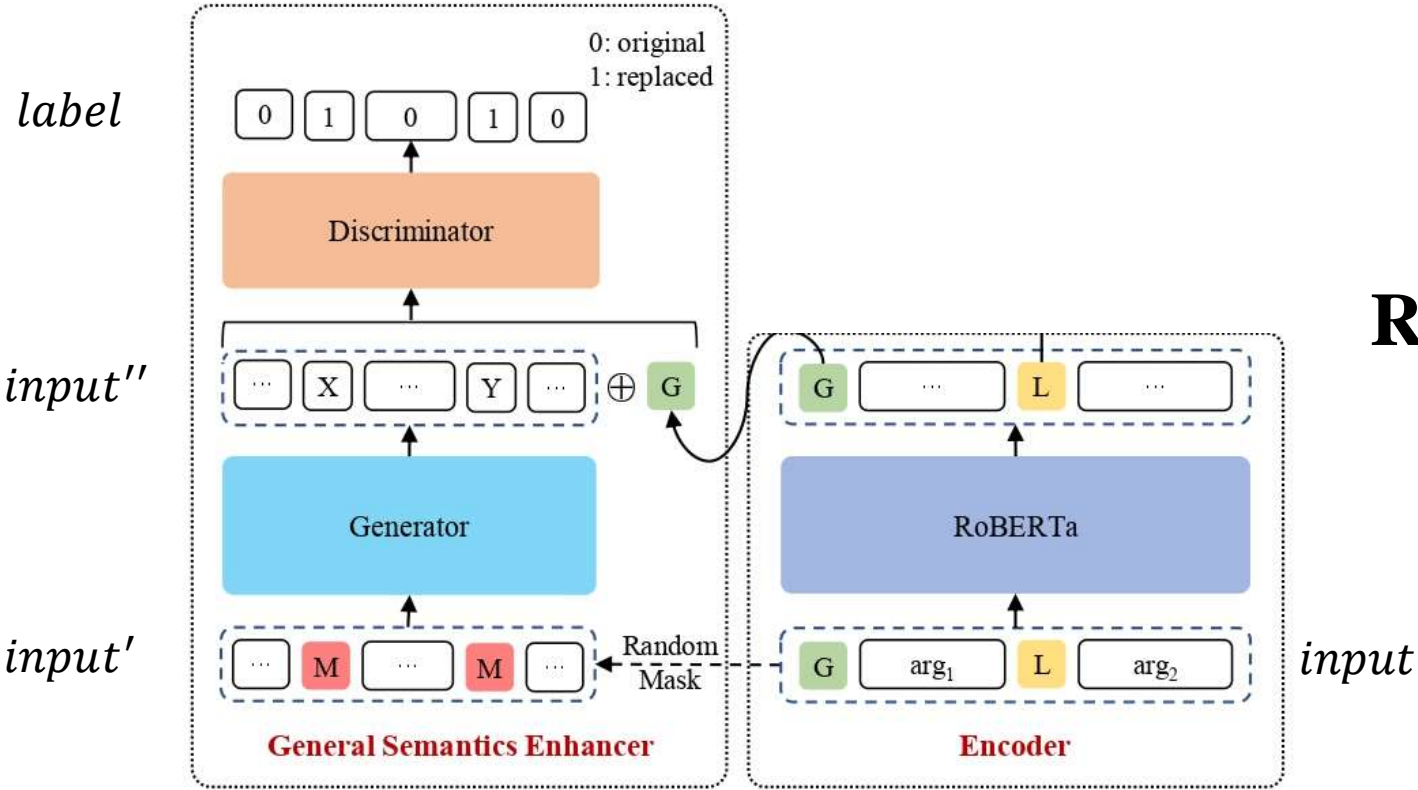 0: original
1: replaced
label
0 1 0 1 0
Discriminator
R
input′′
... X ... Y ... ⊕ G
G ... L ...
Generator
RoBERTa
input′
... M ... M ...
Random
Mask
G arg₁ L arg₂
input
General Semantics Enhancer
Encoder